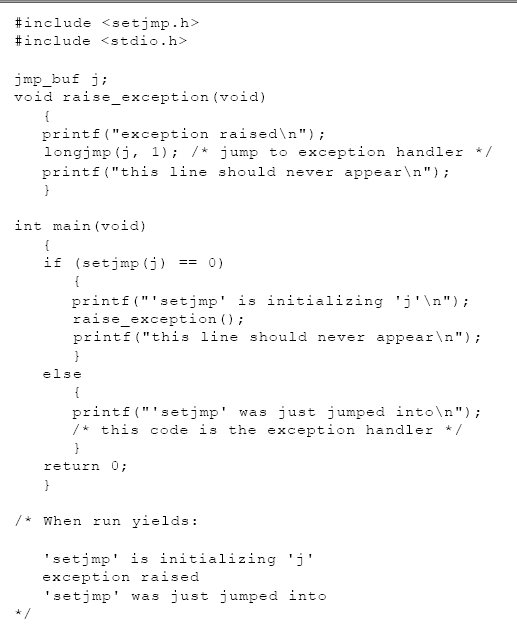 #include <setjmp.h>
#include <stdio.h>
jmp_buf j;
void raise_exception(void)
{
printf("exception raised\n");
longjmp(j, 1); /* jump to exception handler */
printf("this line should never appear\n");
}
int main(void)
{
if (setjmp(j) == 0)
{
printf("'setjmp' is initializing 'j'\n");
raise_exception();
printf("this line should never appear\n");
}
else
{
printf("'setjmp' was just jumped into\n");
/* this code is the exception handler */
}
return 0;
}
/* When run yields:
'setjmp' is initializing 'j'
exception raised
'setjmp' was just jumped into
*/